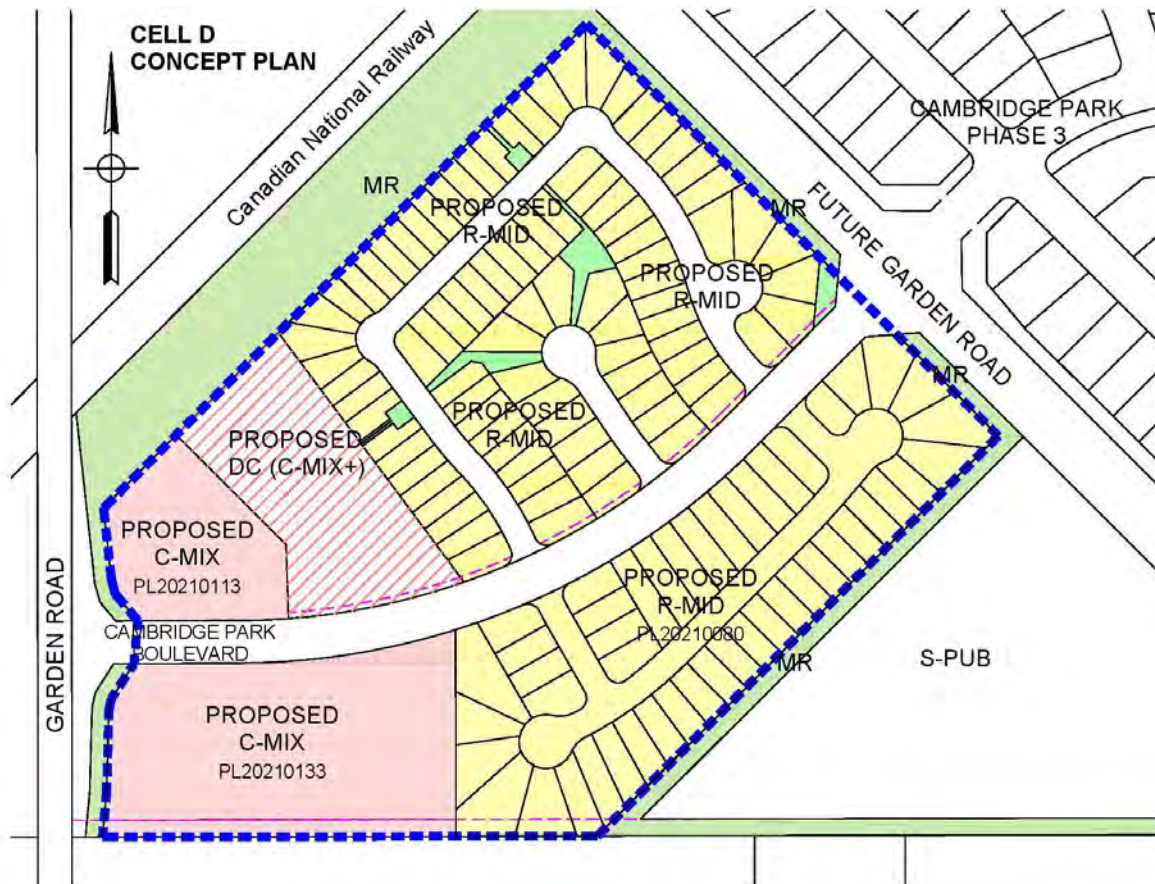 CELL D
CONCEPT PLAN
Canadian National Railway
CAMBRIDGE PARK
PHASE 3
MR
PROPOSED
R-MID
MR
FUTURE GARDEN ROAD
PROPOSED
R-MID
MR
PROPOSED
R-MID
PROPOSED
DC (C-MIX+)
PROPOSED
C-MIX
PL20210113
PROPOSED
R-MID
PL20210080
CAMBRIDGE PARK
BOULEVARD
MR
S-PUB
GARDEN ROAD
PROPOSED
C-MIX
PL20210133